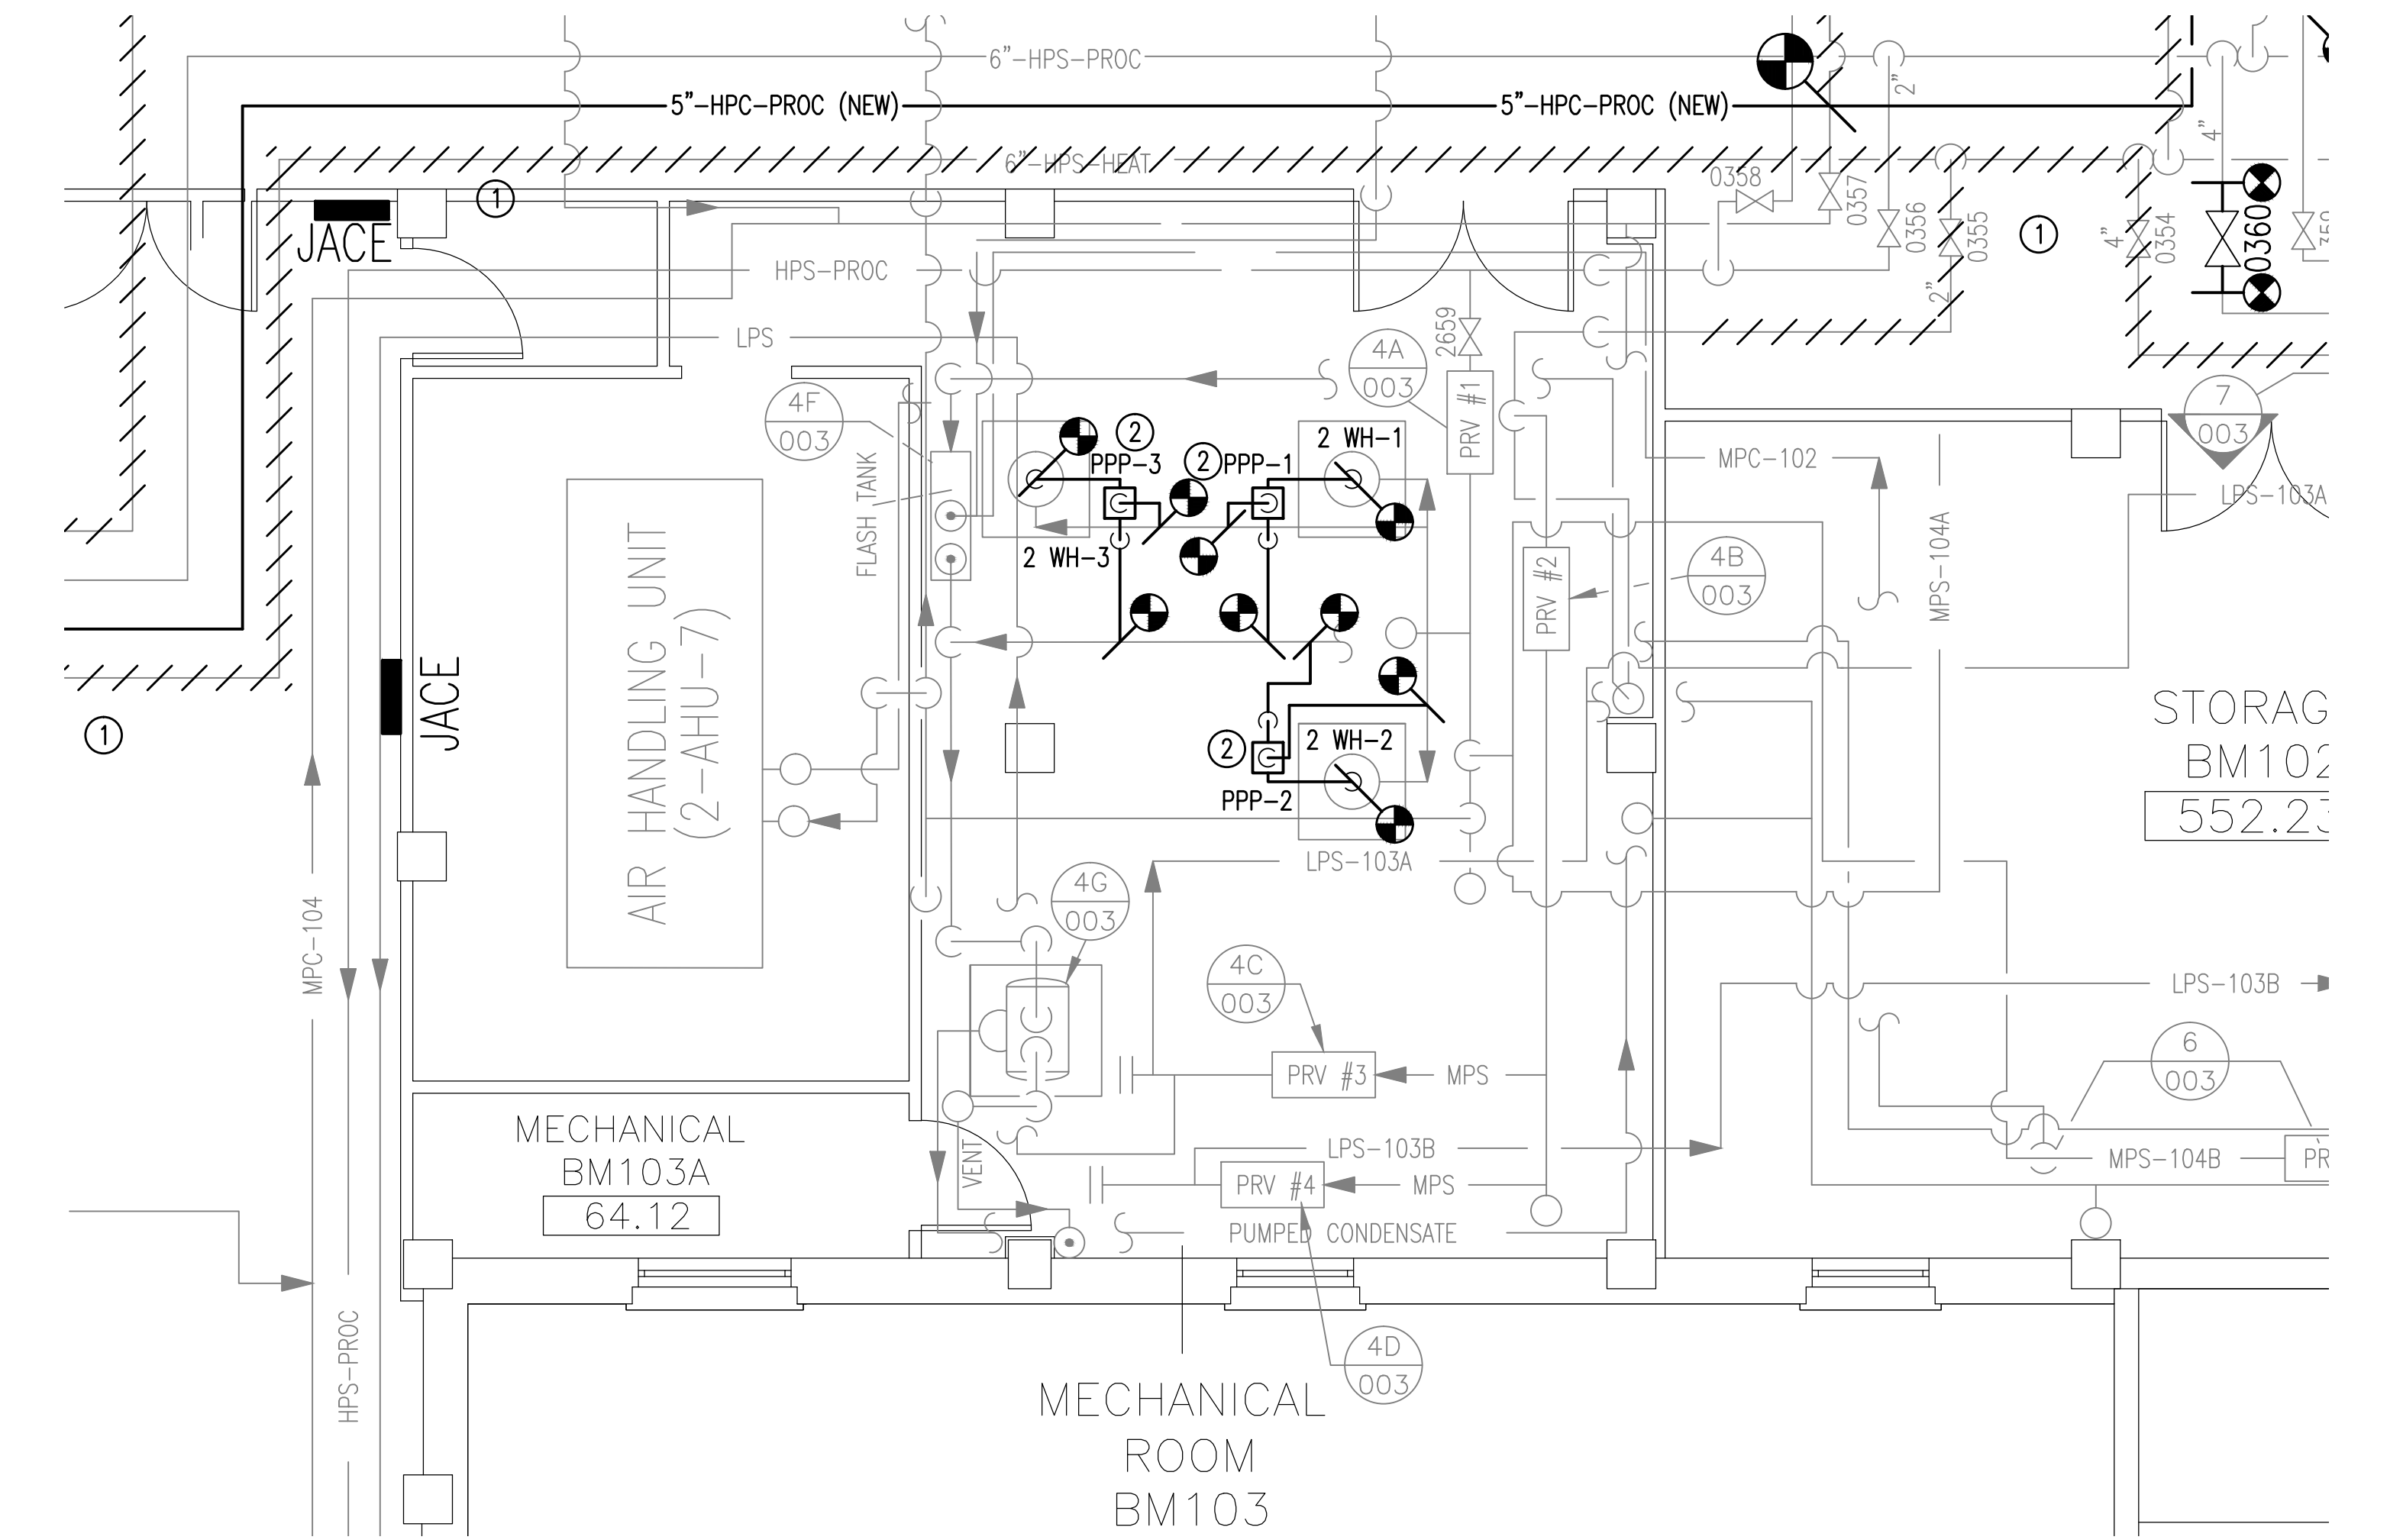 6"-HPS-PROC
2"
5"-HPC-PROC (NEW)
5"-HPC-PROC (NEW)
4"
6"-HPS-HEAT
0358
0357
0356
0355
4"
0354
0360
1
1
JACE
HPS-PROC
2"
LPS
2659
4A
003
4F
003
7
003
PRV #1
2 WH-1
2
PPP-3
2
PPP-1
MPC-102
FLASH TANK
LPS-103A
2 WH-3
PRV #2
4B
003
MPS-104A
AIR HANDLING UNIT
(2-AHU-7)
JACE
1
2
2 WH-2
PPP-2
STORAG
BM102
552.23
LPS-103A
4G
003
MPC-104
4C
003
LPS-103B
PRV #3
MPS
6
003
MECHANICAL
BM103A
64.12
VENT
LPS-103B
MPS-104B
PR
PRV #4
MPS
PUMPED CONDENSATE
HPS-PROC
4D
003
MECHANICAL
ROOM
BM103